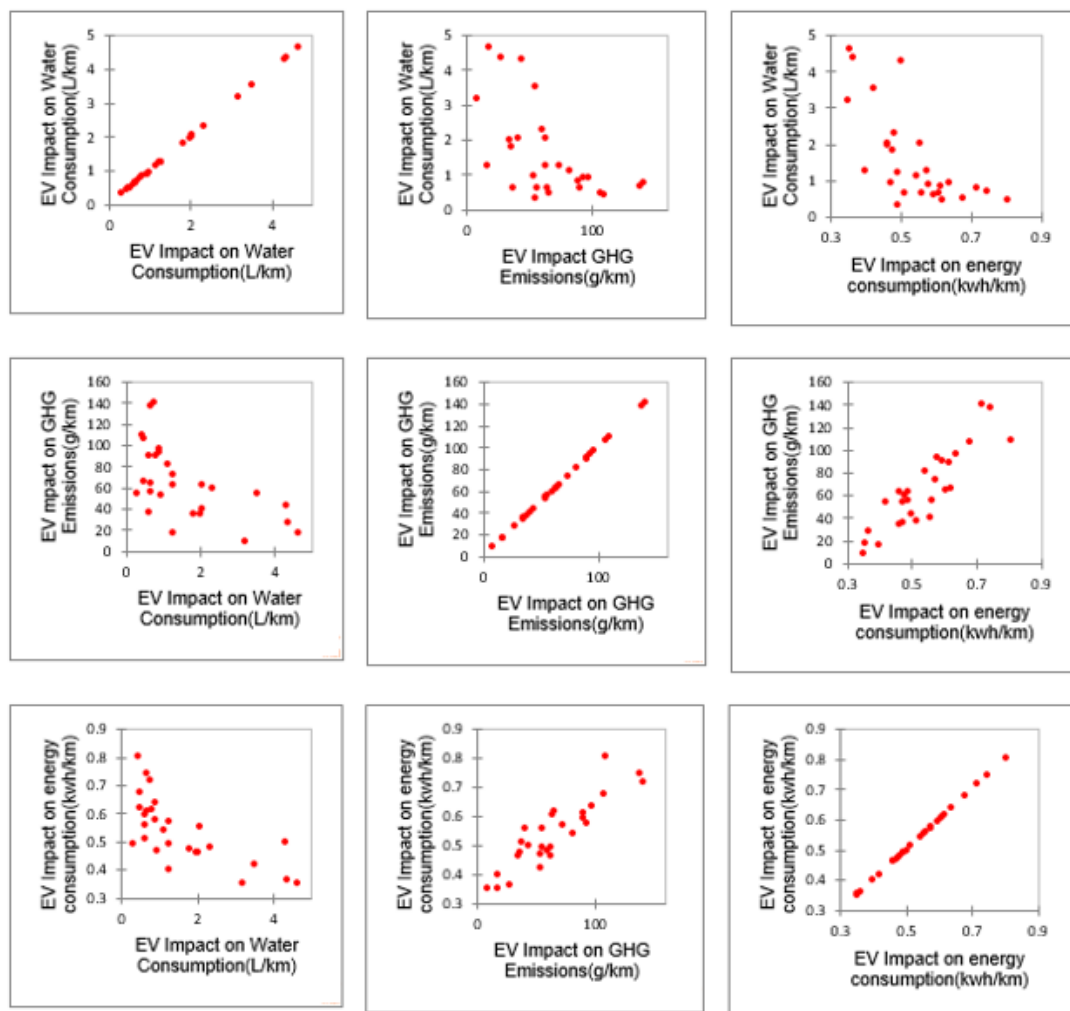 EV Impact on Water
Consumption(L/km)
5
4
3
2
1
0
0
2
4
EV Impact on Water
Consumption(L/km)
EV Impact on Water
Consumption(L/km)
5
4
3
2
1
0
0
100
EV Impact GHG
Emissions(g/km)
EV Impact on Water
Consumption(L/km)
5
4
3
2
1
0
0.3
0.5
0.7
0.9
EV Impact on energy
consumption(kwh/km)
EV mpact on GHG
Emissions(g/km)
160
140
120
100
80
60
40
20
0
0
2
4
EV Impact on Water
Consumption(L/km)
EV Impact on GHG
Emissions(g/km)
160
140
120
100
80
60
40
20
0
0
100
EV Impact on GHG
Emissions(g/km)
EV Impact on GHG
Emissions(g/km)
160
140
120
100
80
60
40
20
0
0.3
0.5
0.7
0.9
EV Impact on energy
consumption(kwh/km)
EV Impact on energy
consumption(kwh/km)
0.9
0.8
0.7
0.6
0.5
0.4
0.3
0
2
4
EV Impact on Water
Consumption(L/km)
EV Impact on energy
consumption(kwh/km)
0.9
0.8
0.7
0.6
0.5
0.4
0.3
0
100
EV Impact on GHG
Emissions(g/km)
EV Impact on energy
consumption(kwh/km)
0.9
0.8
0.7
0.6
0.5
0.4
0.3
0.3
0.5
0.7
0.9
EV Impact on energy
consumption(kwh/km)